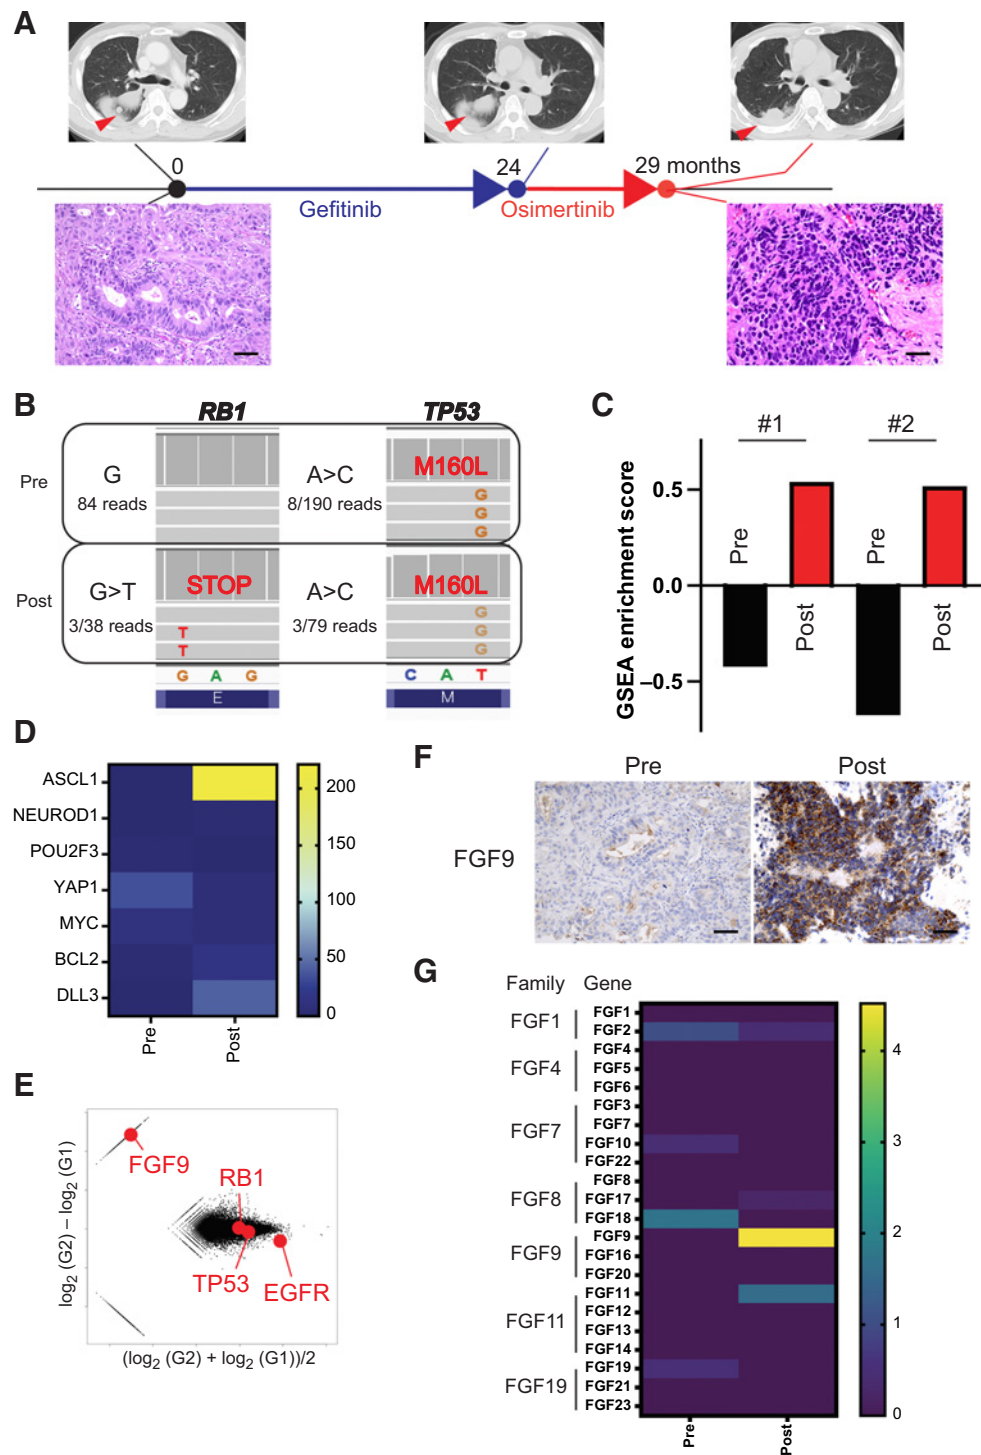 A
0
24
29 months
Gefitinib
Osimertinib
B
RB1
TP53
Pre
G
84 reads
A>C
8/190 reads
M160L
G
G
G
Post
G>T
3/38 reads
STOP
T
T
A>C
3/79 reads
M160L
G
G
G
G A G
C A T
E
M
C
#1
#2
GSEA enrichment score
0.5
0.0
−0.5
Pre
Post
Pre
Post
D
ASCL1
NEUROD1
POU2F3
YAP1
MYC
BCL2
DLL3
200
150
100
50
0
Pre
Post
E
FGF9
RB1
TP53
EGFR
log2 (G2) − log2 (G1)
(log2 (G2) + log2 (G1))/2
F
Pre
Post
FGF9
G
Family Gene
FGF1
FGF4
FGF7
FGF8
FGF9
FGF11
FGF19
FGF1
FGF2
FGF4
FGF5
FGF6
FGF3
FGF7
FGF10
FGF22
FGF8
FGF17
FGF18
FGF9
FGF16
FGF20
FGF11
FGF12
FGF13
FGF14
FGF19
FGF21
FGF23
4
3
2
1
0
Pre
Post